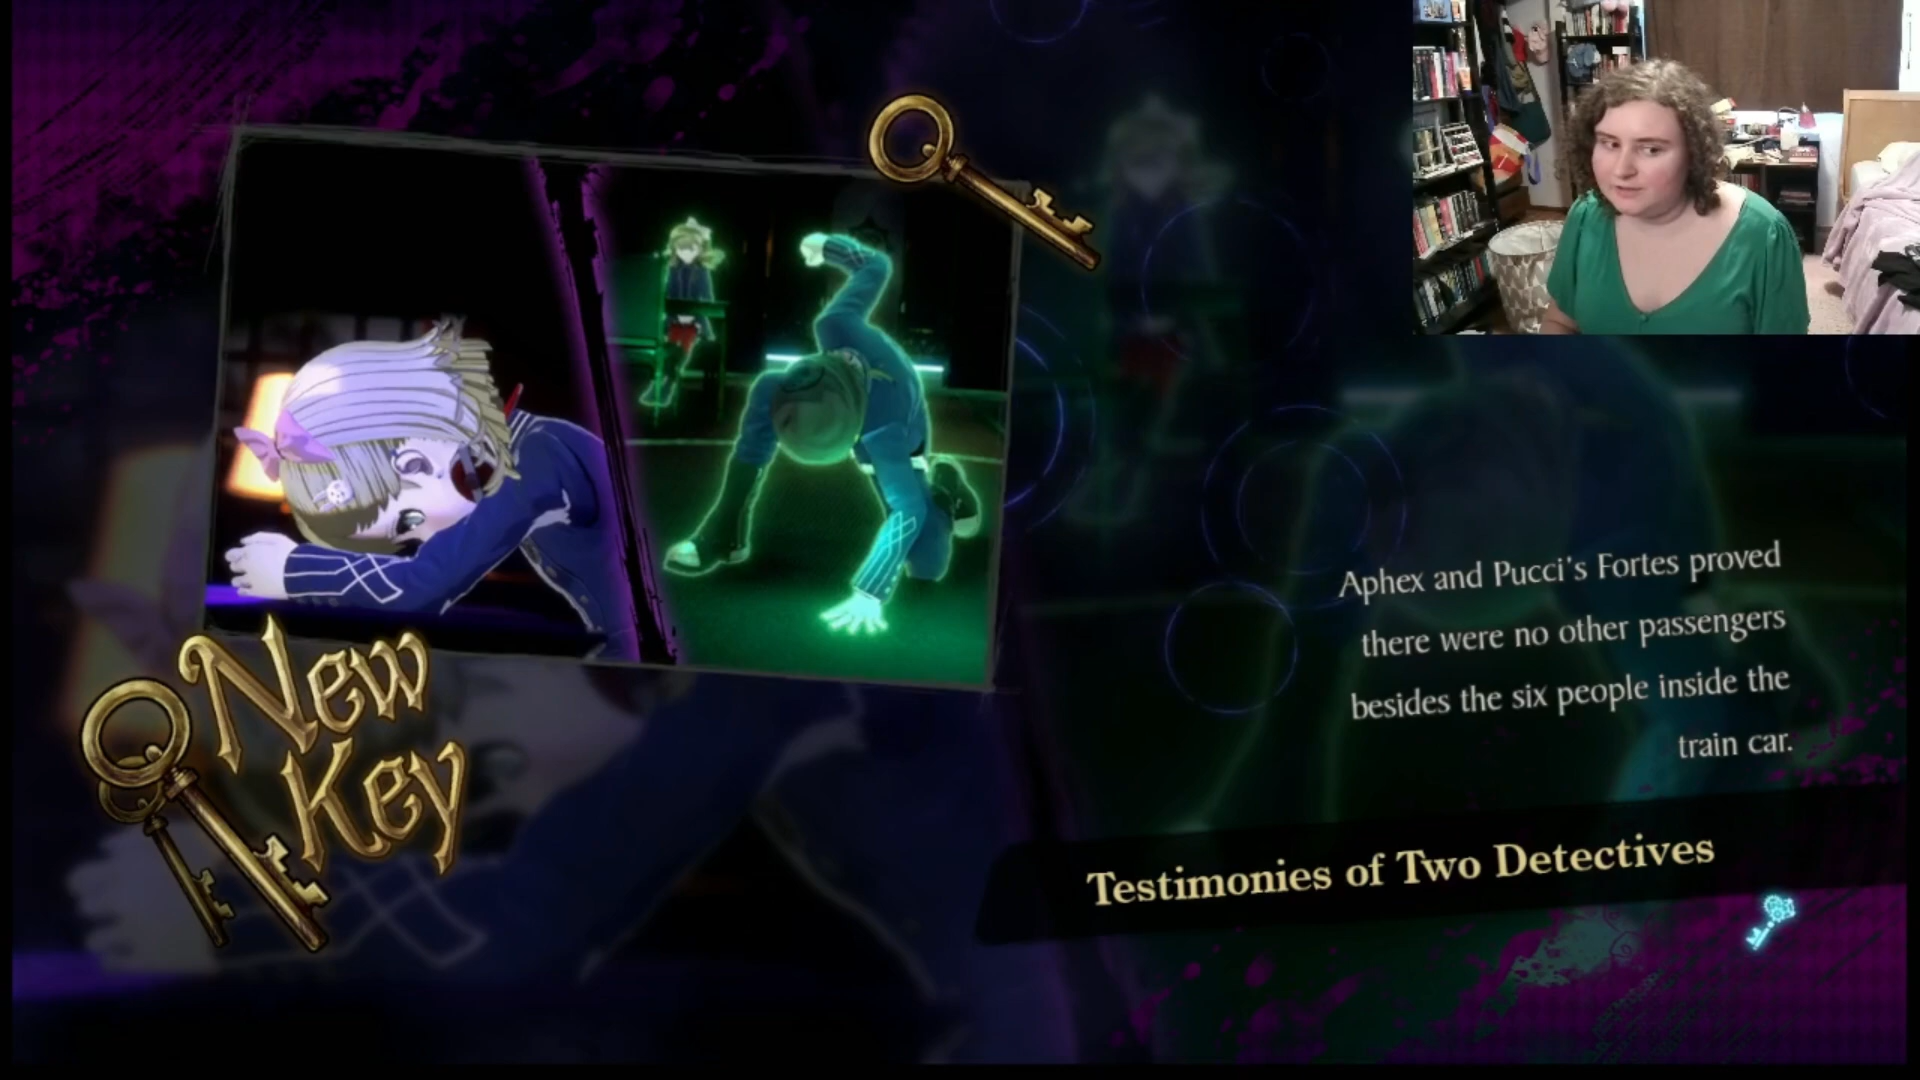 New
Key
Aphex and Pucci's Fortes proved
there were no other passengers
besides the six people inside the
train car.
Testimonies of Two Detectives